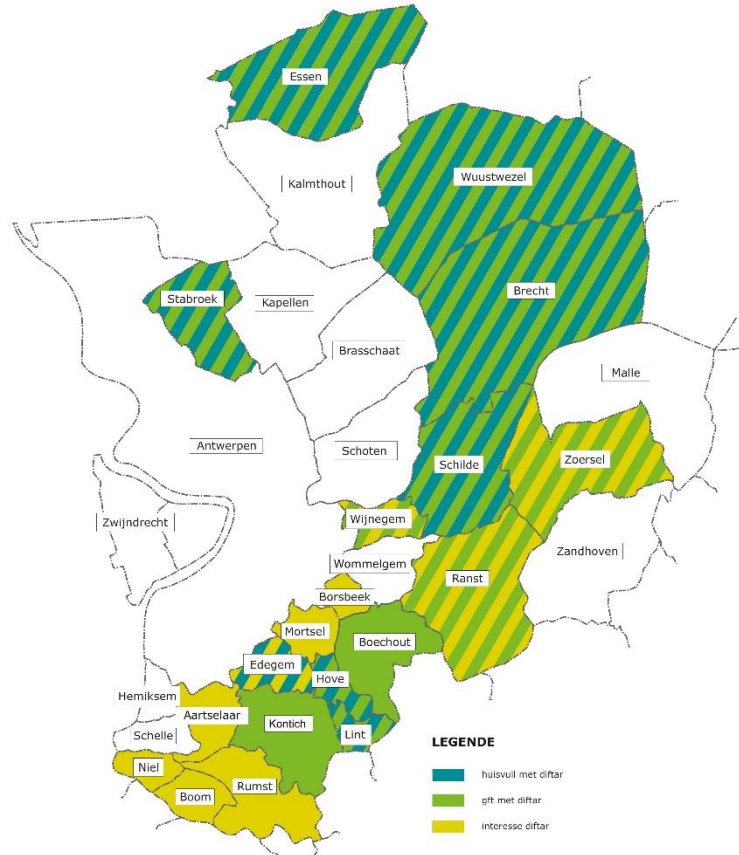 Essen
Kalmthout
Wuustwezel
Brecht
Stabroek
Kapellen
Brasschaat
Malle
Antwerpen
Schoten
Schilde
Zoersel
Zwijndrecht
Wijnegem
Wommelgem
Zandhoven
Ranst
Borsbeek
Mortsel
Boechout
Edegem
Hove
Hemiksem
Aartselaar
Kontich
Schelle
Lint
Niel
Rumst
Boom
LEGENDE
huisvuil met diftar
gft met diftar
interesse diftar